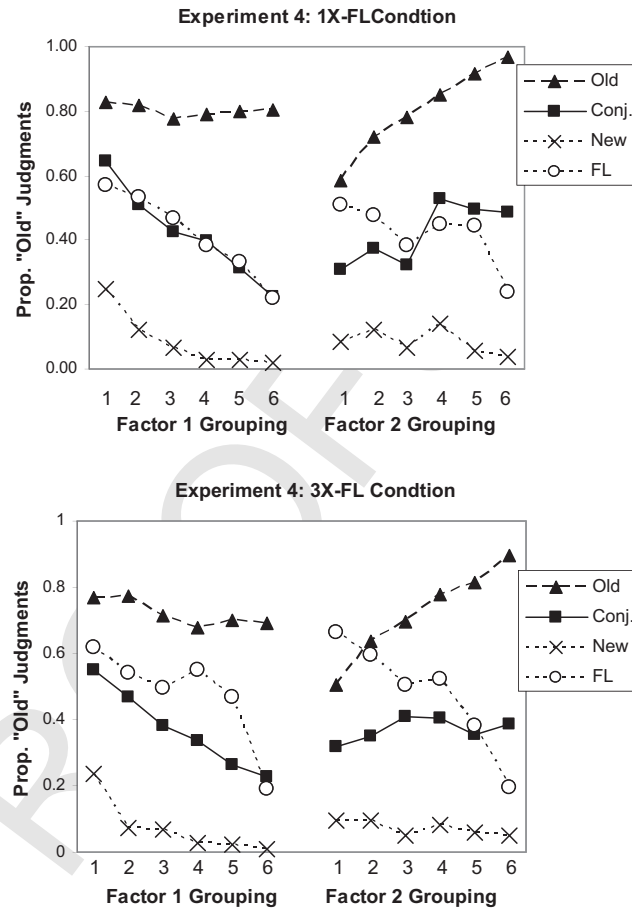 Experiment 4: 1X-FLCondtion
Prop. "Old" Judgments
1.00
0.80
0.60
0.40
0.20
0.00
1 2 3 4 5 6
1 2 3 4 5 6
Factor 1 Grouping
Factor 2 Grouping
Old
Conj.
New
FL
Experiment 4: 3X-FL Condtion
Prop. "Old" Judgments
1
0.8
0.6
0.4
0.2
0
1 2 3 4 5 6
1 2 3 4 5 6
Factor 1 Grouping
Factor 2 Grouping
Old
Conj.
New
FL